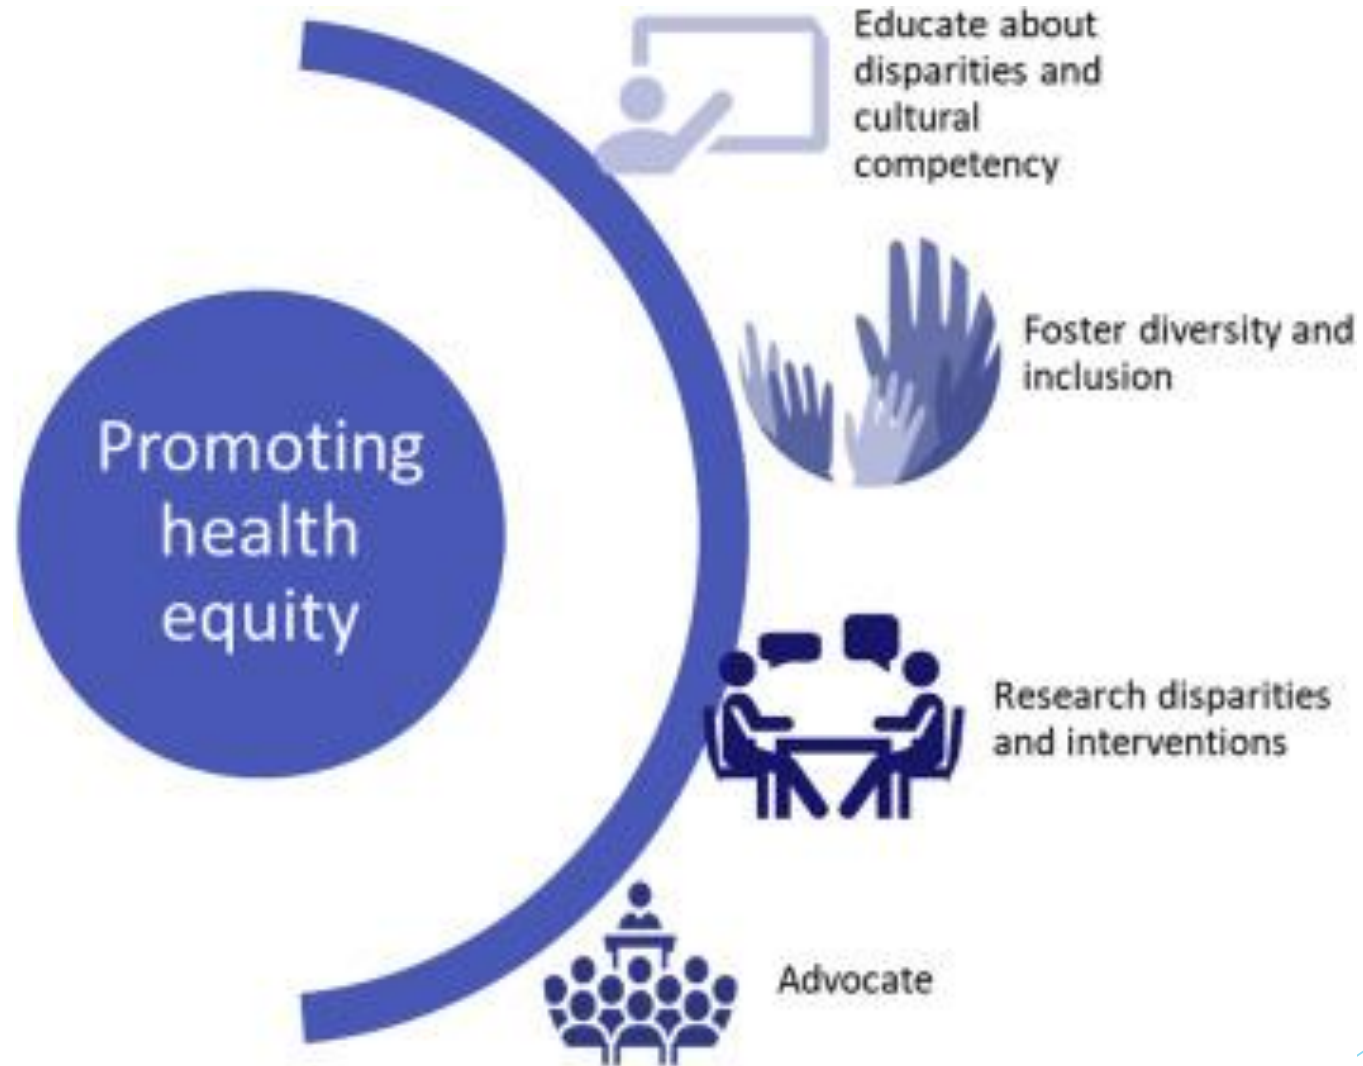 Promoting
health
equity
Educate about
disparities and
cultural
competency
Foster diversity and
inclusion
Research disparities
and interventions
Advocate